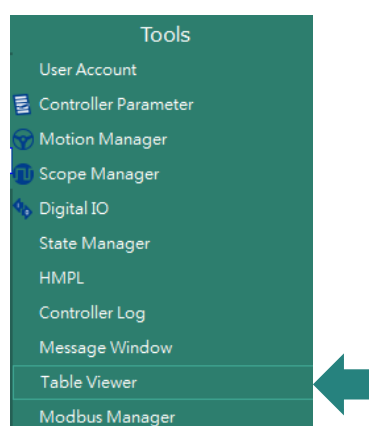 Tools
User Account
Controller Parameter
Motion Manager
Scope Manager
Digital IO
State Manager
HMPL
Controller Log
Message Window
Table Viewer
Modbus Manager